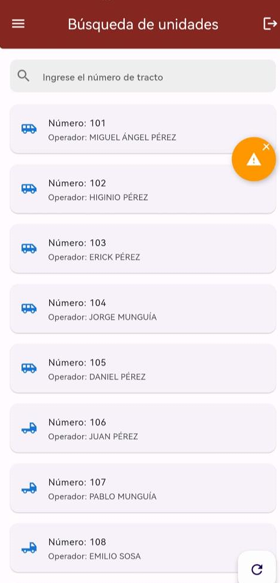 Búsqueda de unidades
Ingrese el número de tracto
Número: 101
Operador: MIGUEL ÁNGEL PÉREZ
Número: 102
Operador: HIGINIO PÉREZ
Número: 103
Operador: ERICK PÉREZ
Número: 104
Operador: JORGE MUNGUÍA
Número: 105
Operador: DANIEL PÉREZ
Número: 106
Operador: JUAN PÉREZ
Número: 107
Operador: PABLO MUNGUÍA
Número: 108
Operador: EMILIO SOSA